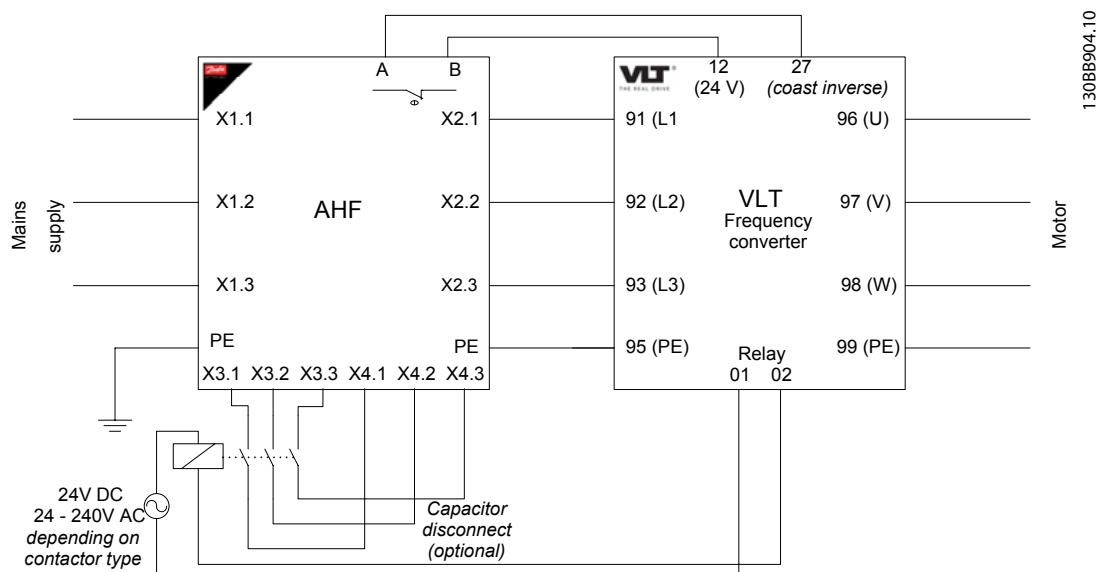 A
B
VLT®
THE REAL DRIVE
12
(24 V)
27
(coast inverse)
130BB904.10
X1.1
X2.1
91 (L1
96 (U)
Mains
supply
X1.2
AHF
X2.2
92 (L2)
VLT
Frequency
converter
97 (V)
Motor
X1.3
X2.3
93 (L3)
98 (W)
PE
PE
95 (PE)
Relay
01
02
99 (PE)
X3.1
X3.2
X3.3
X4.1
X4.2
X4.3
24V DC
24 - 240V AC
depending on
contactor type
Capacitor
disconnect
(optional)